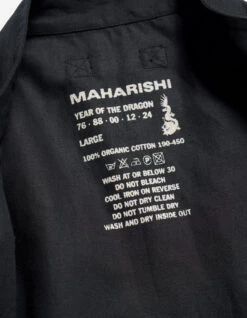 MAHARISHI
YEAR OF THE DRAGON
76 · 88 · 00 · 12 · 24
LARGE
100% ORGANIC COTTON 190-450
WASH AT OR BELOW 30
DO NOT BLEACH
COOL IRON ON REVERSE
DO NOT DRY CLEAN
DO NOT TUMBLE DRY
WASH AND DRY INSIDE OUT